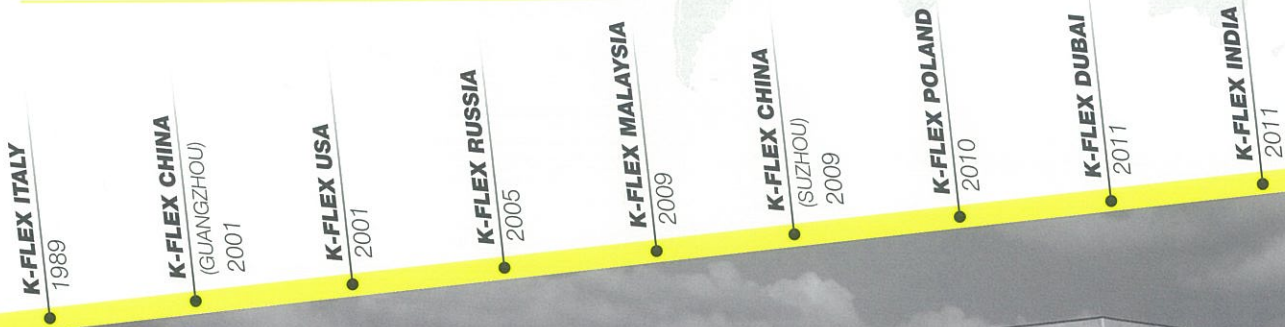 K-FLEX ITALY
1989
K-FLEX CHINA
(GUANGZHOU)
2001
K-FLEX USA
2001
K-FLEX RUSSIA
2005
K-FLEX MALAYSIA
2009
K-FLEX CHINA
(SUZHOU)
2009
K-FLEX POLAND
2010
K-FLEX DUBAI
2011
K-FLEX INDIA
2011